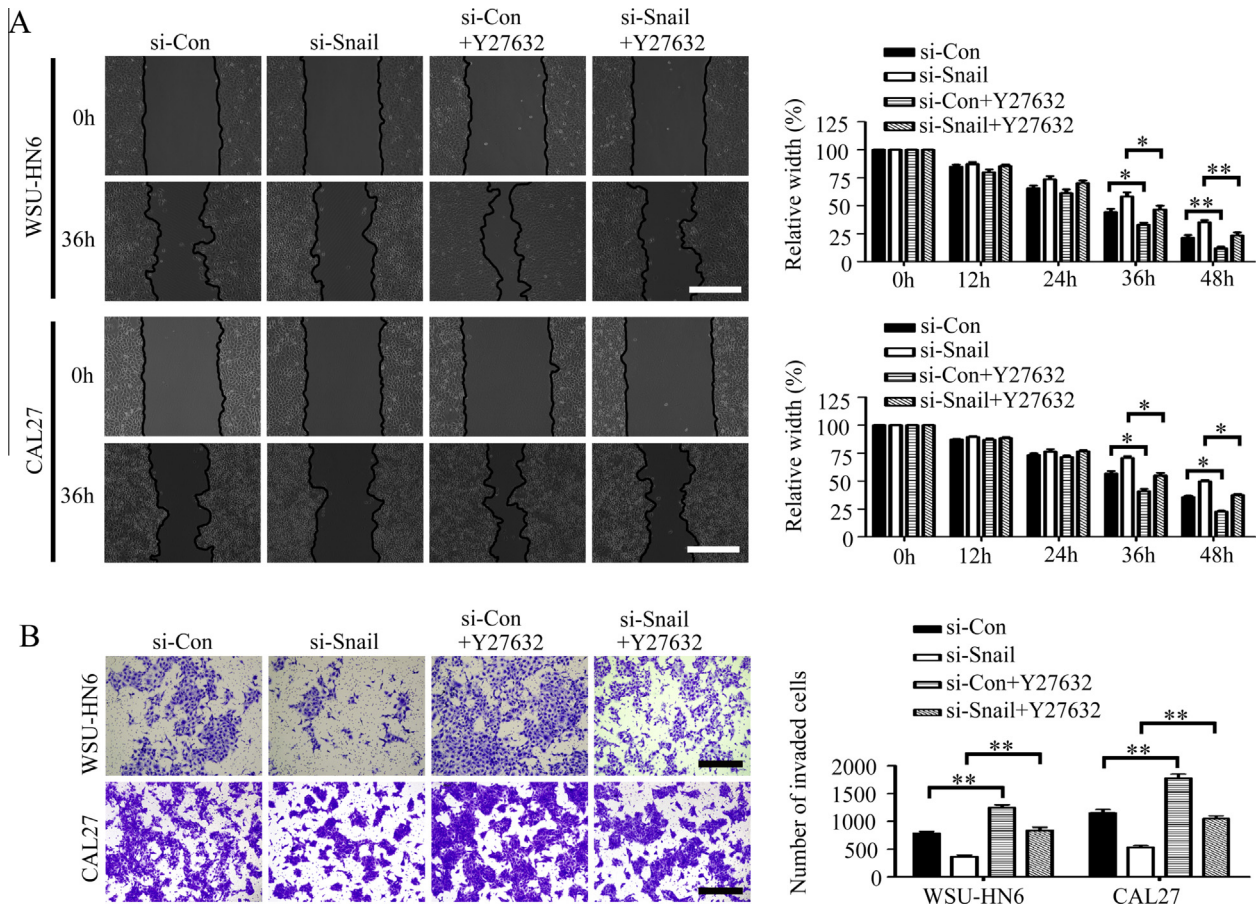 A
si-Con si-Snail si-Con +Y27632 si-Snail +Y27632
WSU-HN6
0h
36h
CAL27
0h
36h
si-Con
si-Snail
si-Con+Y27632
si-Snail+Y27632
Relative width (%)
125
100
75
50
25
0
* * ** **
0h 12h 24h 36h 48h
si-Con
si-Snail
si-Con+Y27632
si-Snail+Y27632
Relative width (%)
125
100
75
50
25
0
* * * *
0h 12h 24h 36h 48h
B
si-Con si-Snail si-Con +Y27632 si-Snail +Y27632
WSU-HN6
CAL27
si-Con
si-Snail
si-Con+Y27632
si-Snail+Y27632
Number of invaded cells
2000
1500
1000
500
0
** ** ** **
WSU-HN6 CAL27